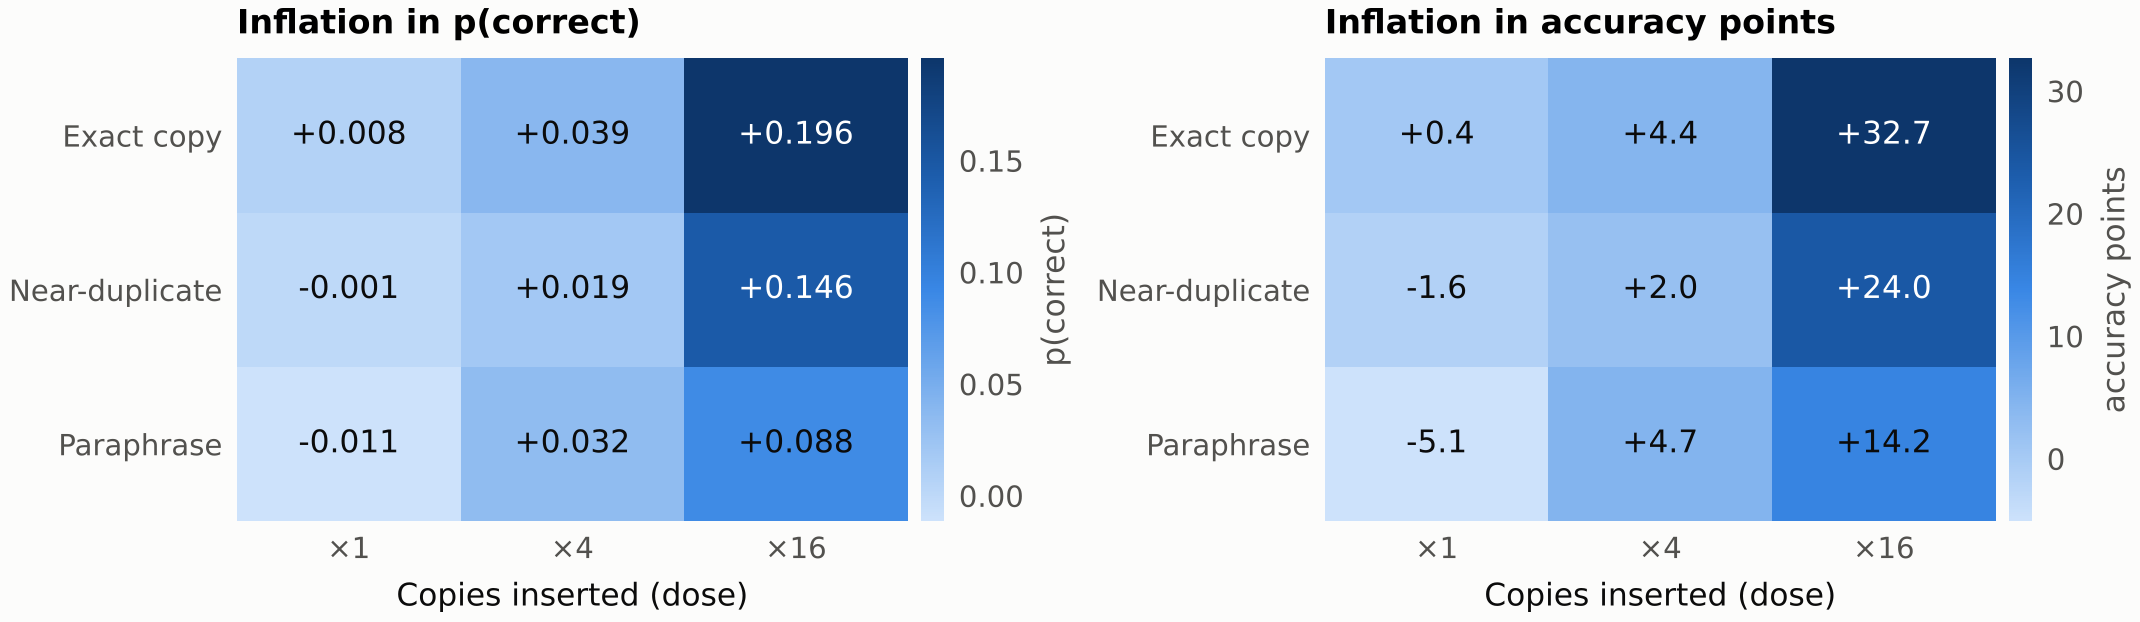 Inflation in p(correct)
Exact copy
+0.008
+0.039
+0.196
Near-duplicate
-0.001
+0.019
+0.146
Paraphrase
-0.011
+0.032
+0.088
×1
×4
×16
Copies inserted (dose)
0.15
0.10
0.05
0.00
p(correct)
Inflation in accuracy points
Exact copy
+0.4
+4.4
+32.7
Near-duplicate
-1.6
+2.0
+24.0
Paraphrase
-5.1
+4.7
+14.2
×1
×4
×16
Copies inserted (dose)
30
20
10
0
accuracy points